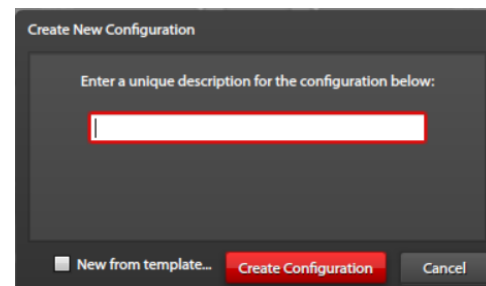 Create New Configuration
Enter a unique description for the configuration below:
New from template... Create Configuration Cancel